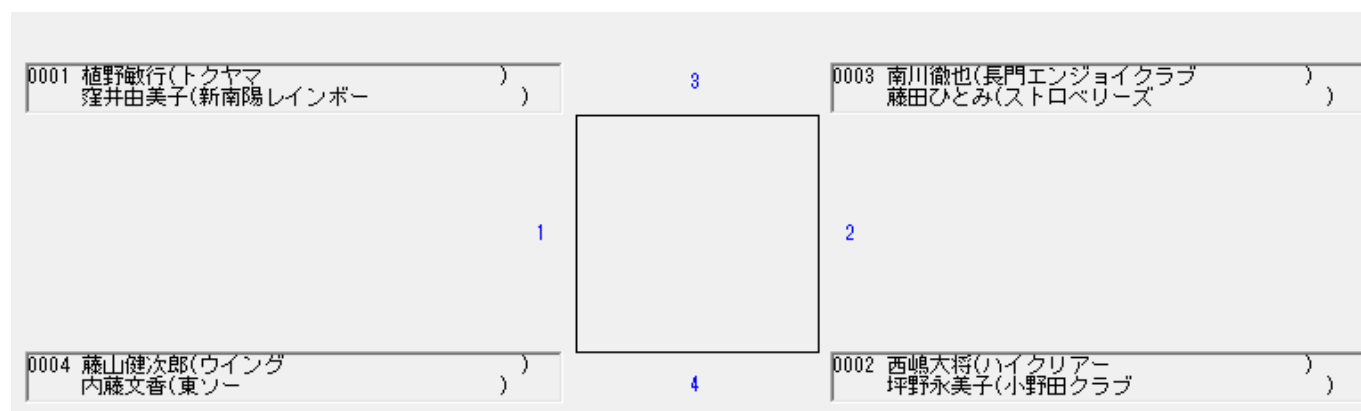 0001 植野敏行(トクヤマ )
窪井由美子(新南陽レインボー )
3
0003 南川徹也(長門エンジョイクラブ )
藤田ひとみ(ストロベリーズ )
1
2
0004 藤山健次郎(ウイング )
内藤文香(東ソー )
4
0002 西嶋大将(ハイクリアー )
坪野永美子(小野田クラブ )